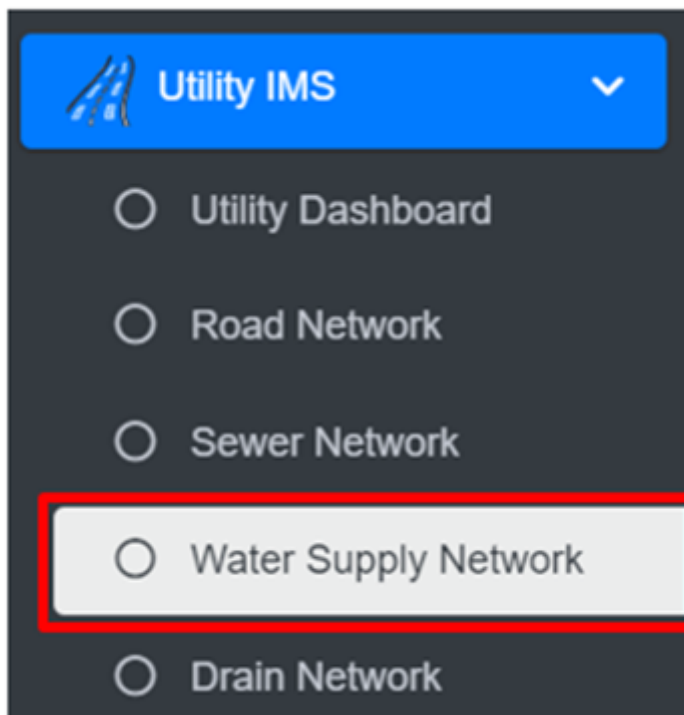 Utility IMS
Utility Dashboard
Road Network
Sewer Network
Water Supply Network
Drain Network